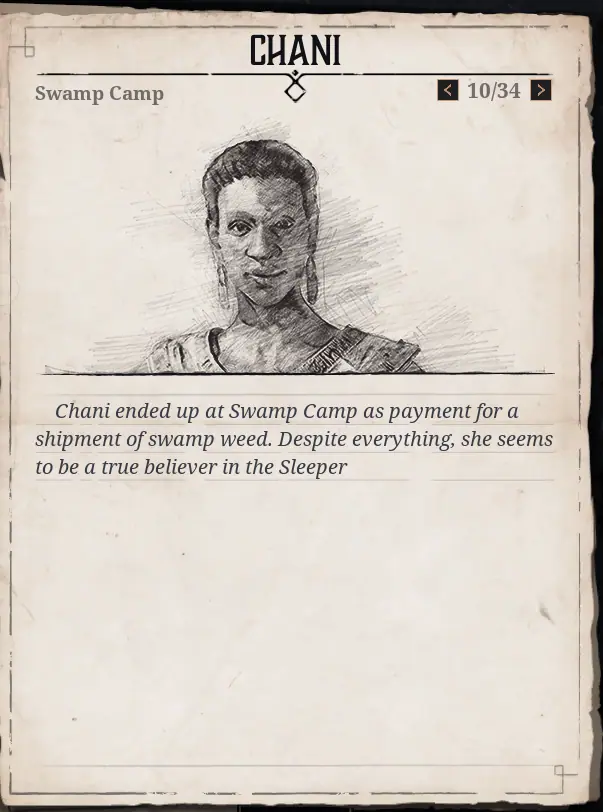 CHANI
Swamp Camp
10/34
Chani ended up at Swamp Camp as payment for a
shipment of swamp weed. Despite everything, she seems
to be a true believer in the Sleeper